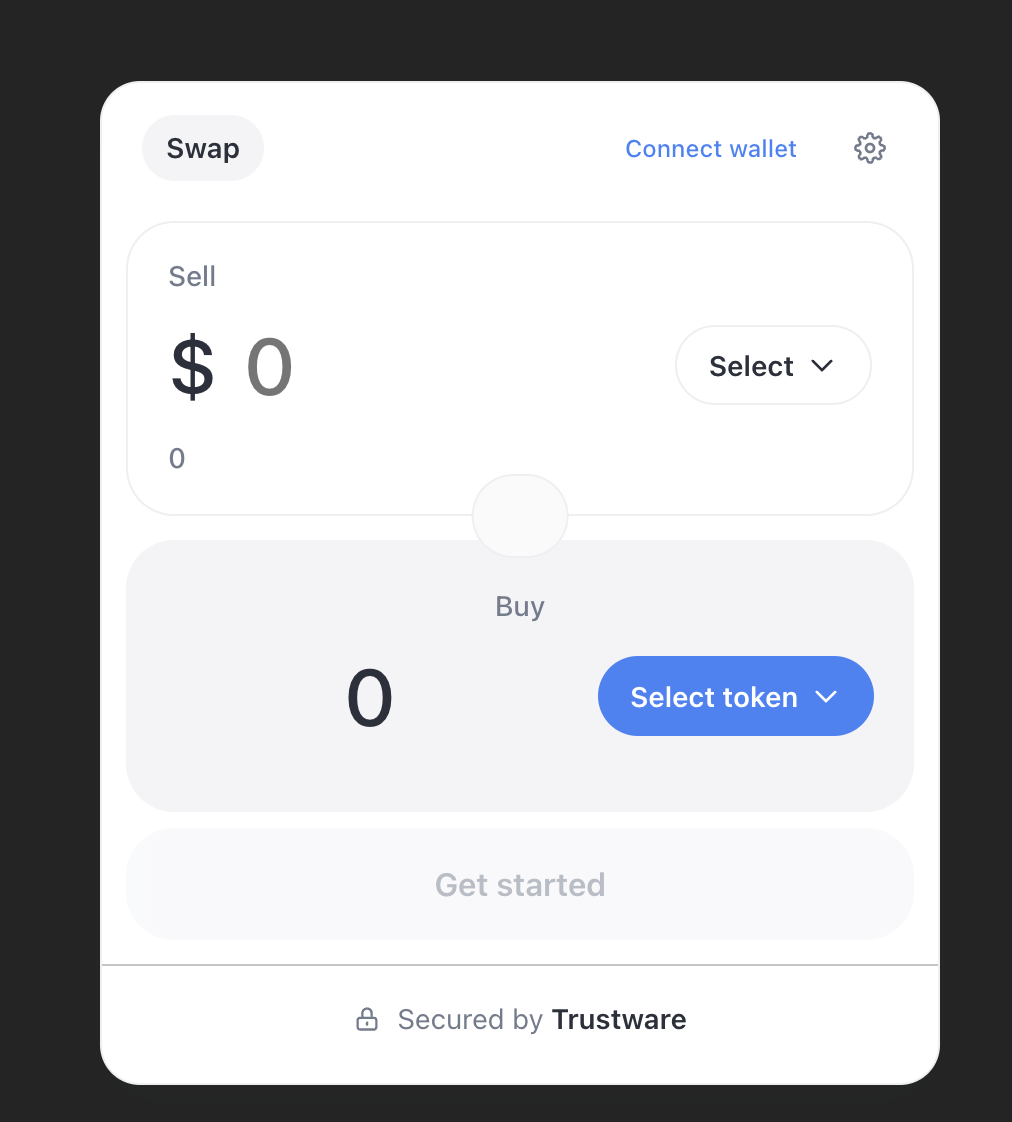 Swap
Connect wallet
Sell
$ 0
Select
0
Buy
0
Select token
Get started
Secured by Trustware